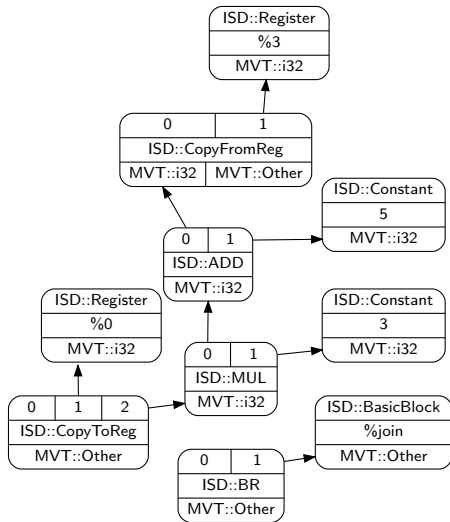 ISD::Register
%3
MVT::i32
0 1
ISD::CopyFromReg
MVT::i32 MVT::Other
ISD::Constant
5
MVT::i32
0 1
ISD::ADD
MVT::i32
ISD::Register
%0
MVT::i32
ISD::Constant
3
MVT::i32
0 1
ISD::MUL
MVT::i32
0 1 2
ISD::CopyToReg
MVT::Other
ISD::BasicBlock
%join
MVT::Other
0 1
ISD::BR
MVT::Other